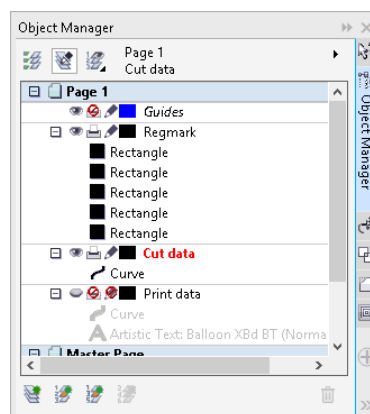 Object Manager
Page 1
Cut data
Page 1
Guides
Regmark
Rectangle
Rectangle
Rectangle
Rectangle
Rectangle
Cut data
Curve
Print data
Curve
Artistic Text: Balloon XBd BT (Norma
Master Page
Object Manager